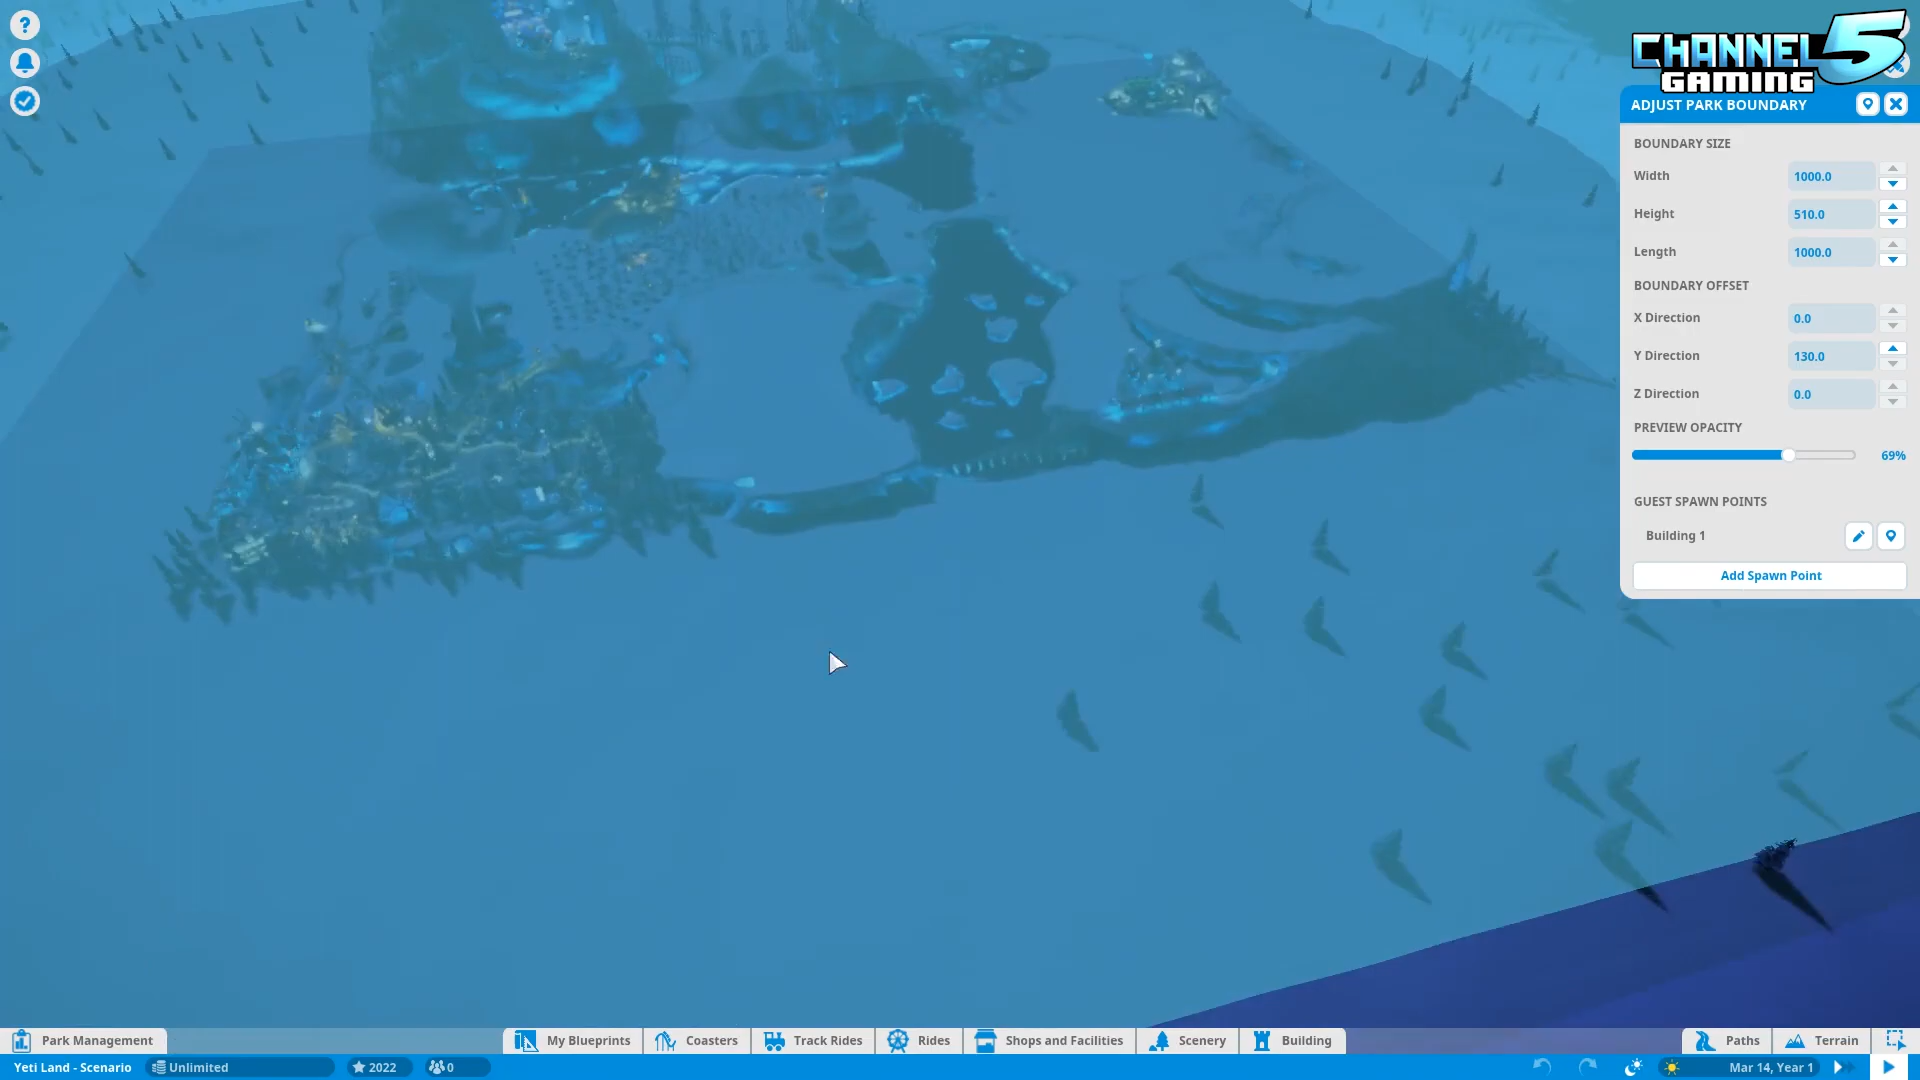 ?
CHANNEL 5
GAMING
ADJUST PARK BOUNDARY
BOUNDARY SIZE
Width 1000.0
Height 510.0
Length 1000.0
BOUNDARY OFFSET
X Direction 0.0
Y Direction 130.0
Z Direction 0.0
PREVIEW OPACITY
69%
GUEST SPAWN POINTS
Building 1
Add Spawn Point
Park Management My Blueprints Coasters Track Rides Rides Shops and Facilities Scenery Building Paths Terrain
Yeti Land - Scenario Unlimited 2022 0 Mar 14, Year 1